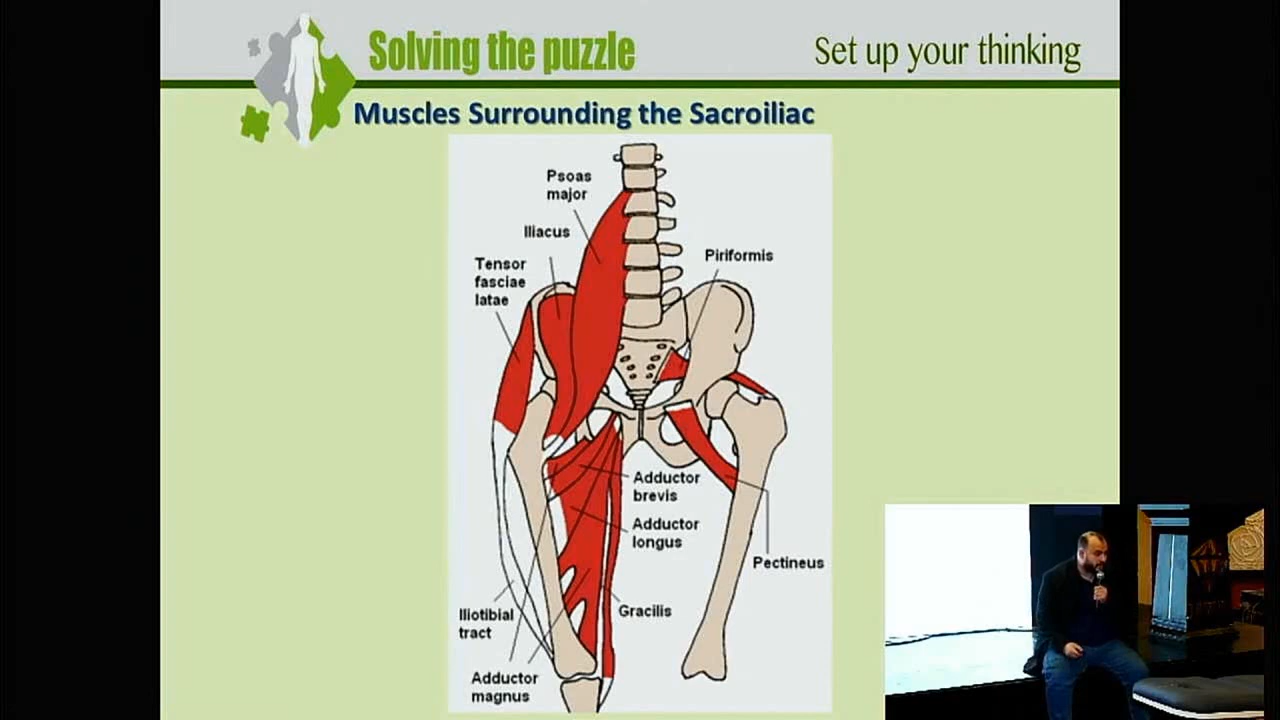 Solving the puzzle
Set up your thinking
Muscles Surrounding the Sacroiliac
Psoas
major
Iliacus
Tensor
fasciae
latae
Piriformis
Adductor
brevis
Adductor
longus
Pectineus
Gracilis
Iliotibial
tract
Adductor
magnus